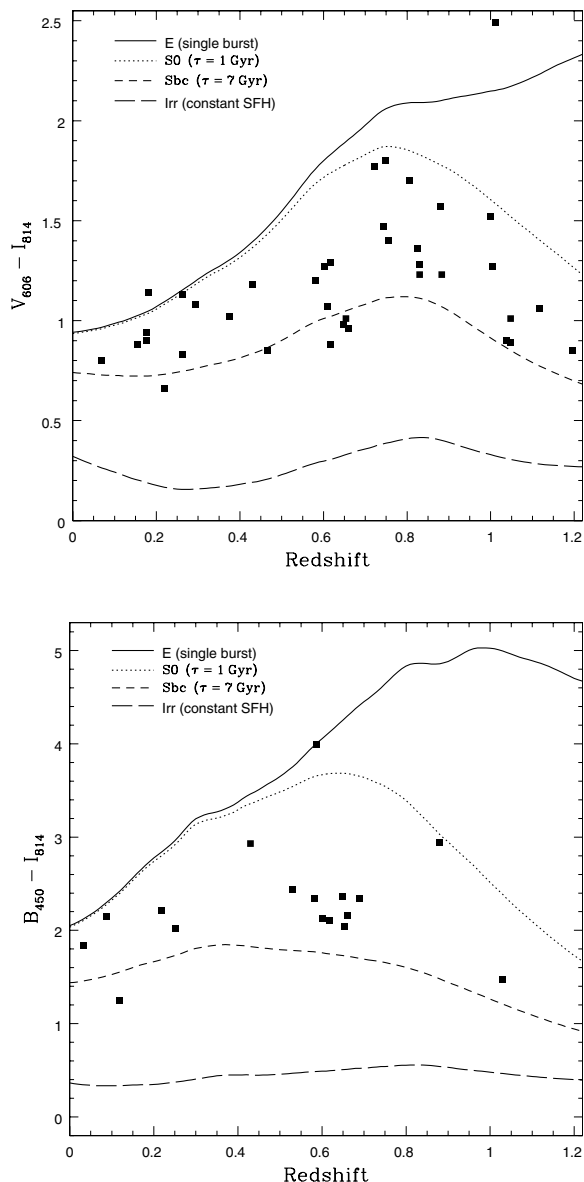 2.5
2
1.5
1
0.5
0
V606 − I814
E (single burst)
S0 (τ = 1 Gyr)
Sbc (τ = 7 Gyr)
Irr (constant SFH)
0 0.2 0.4 0.6 0.8 1 1.2
Redshift
5
4
3
2
1
0
B450 − I814
E (single burst)
S0 (τ = 1 Gyr)
Sbc (τ = 7 Gyr)
Irr (constant SFH)
0 0.2 0.4 0.6 0.8 1 1.2
Redshift